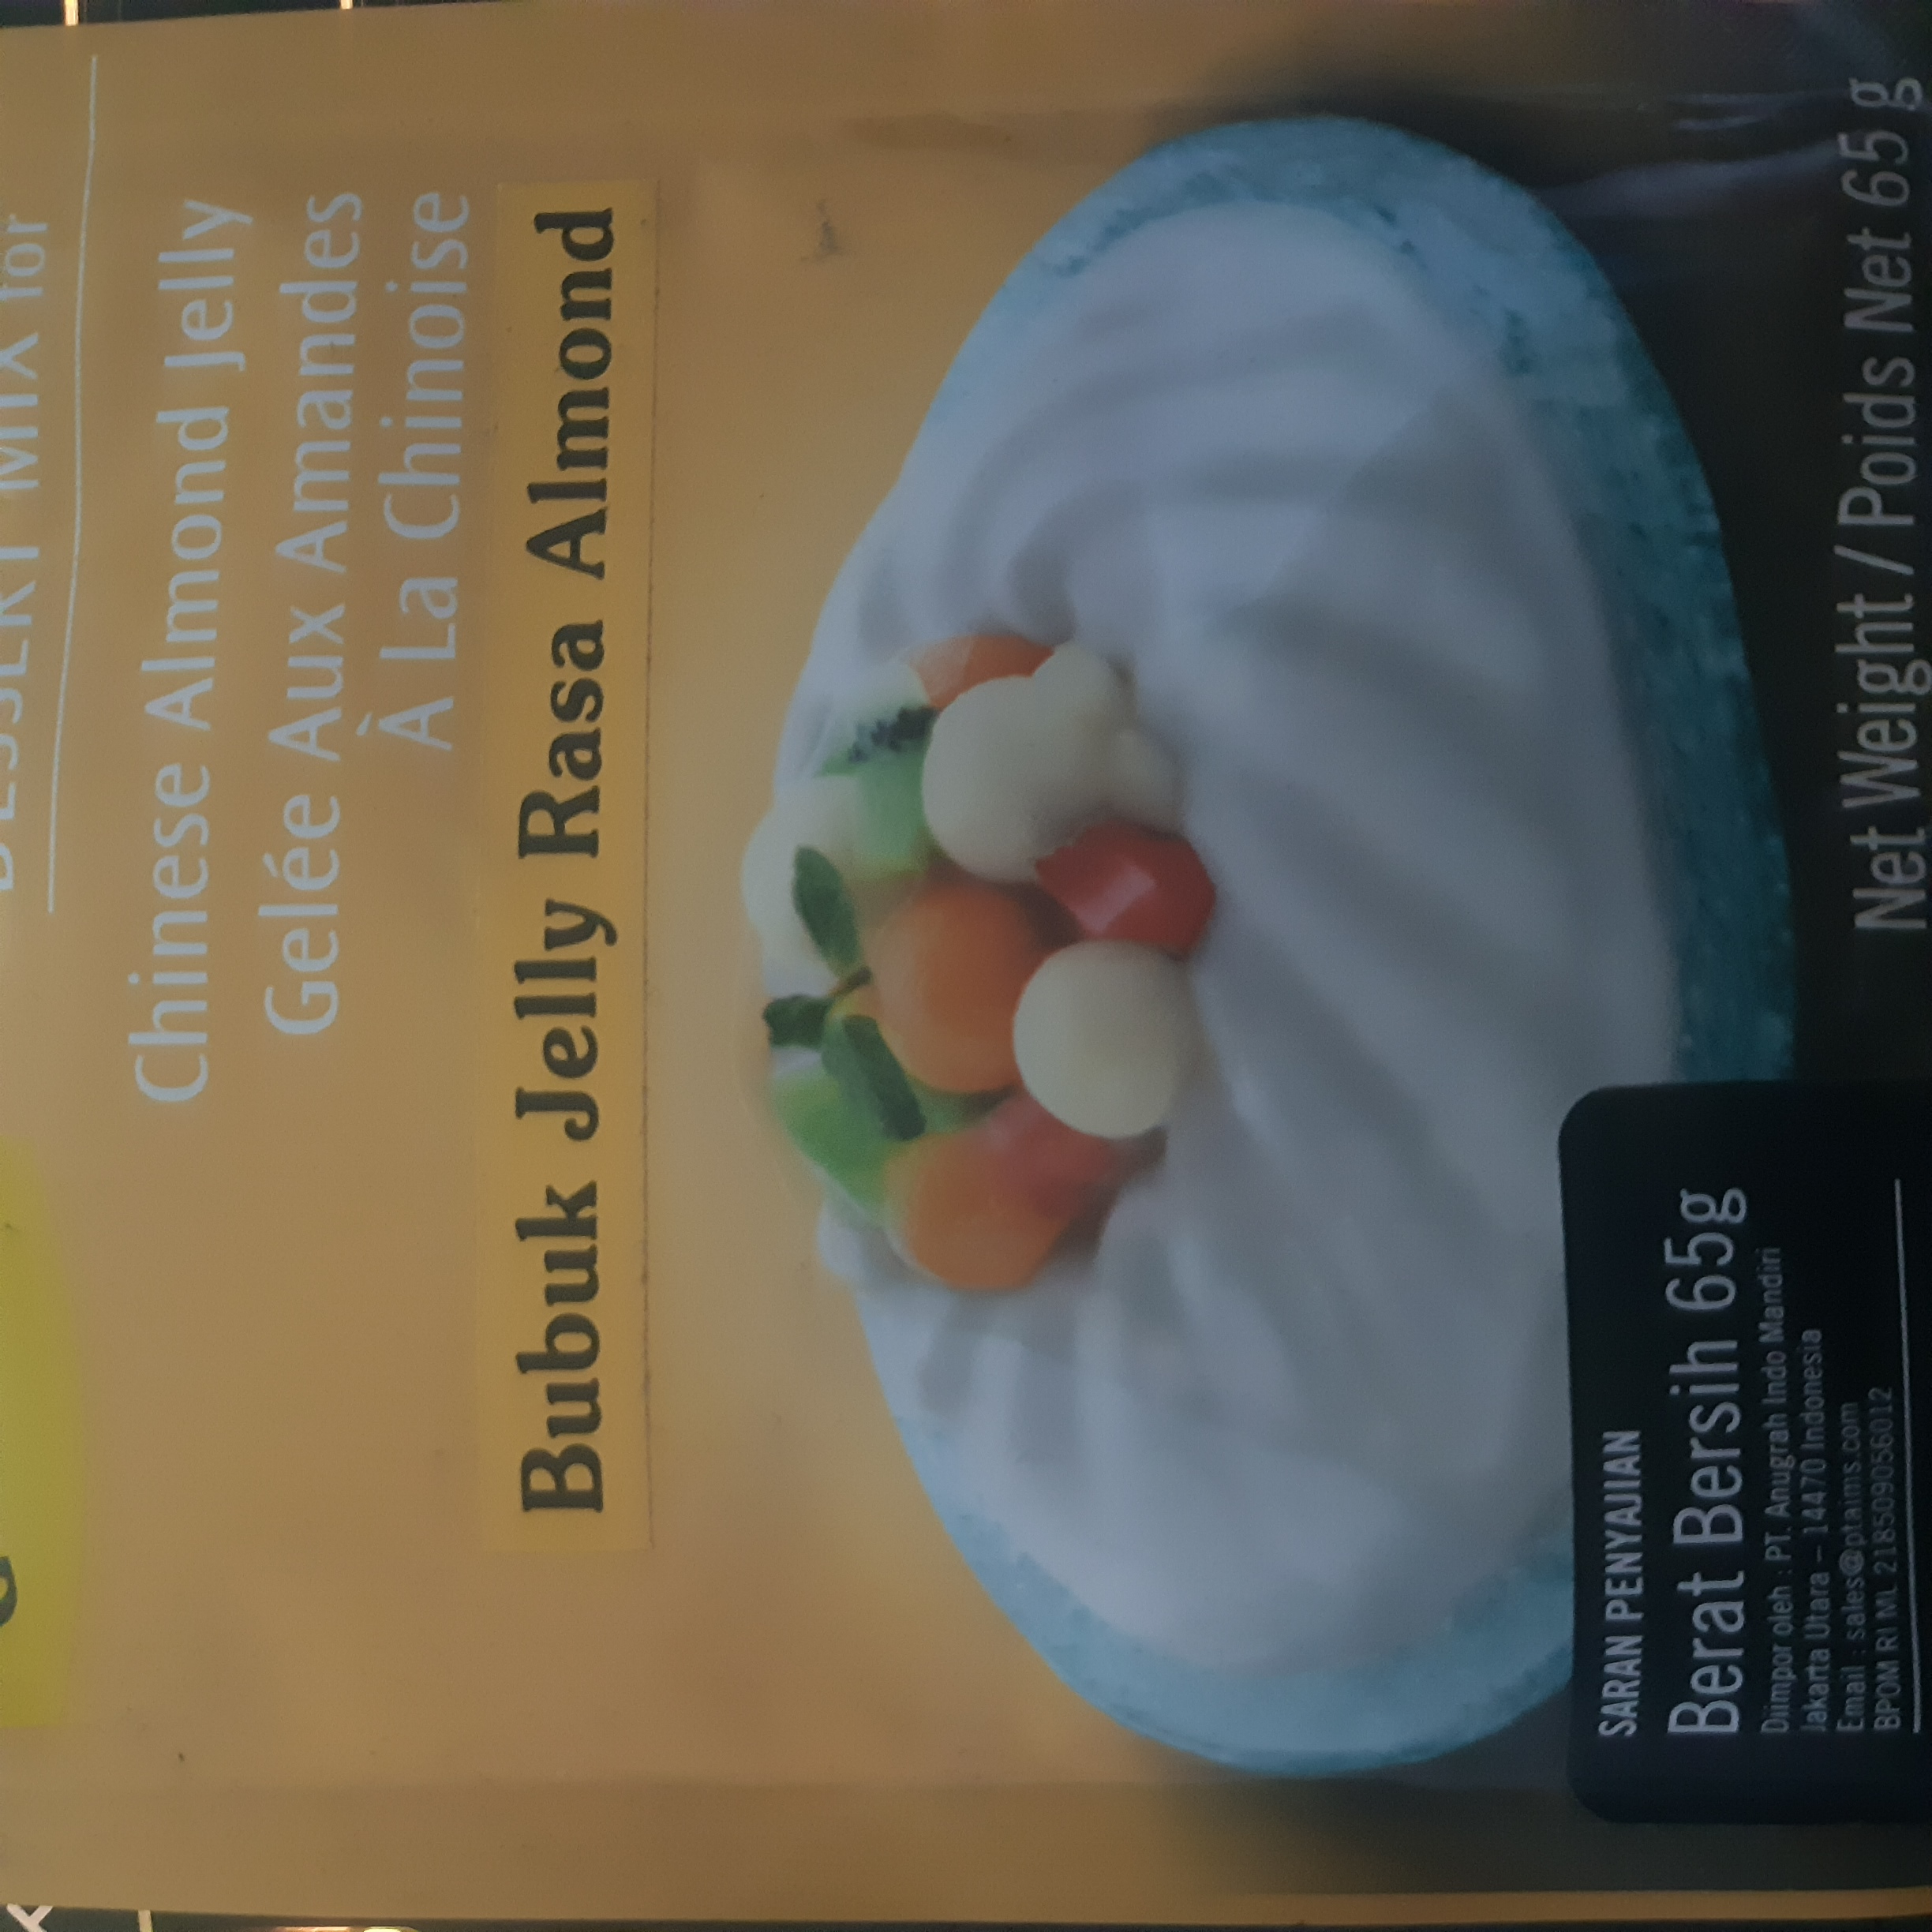 DESSERT MIX for
Chinese Almond Jelly
Gelée Aux Amandes
À La Chinoise
Bubuk Jelly Rasa Almond
SARAN PENYAJIAN
Berat Bersih 65g
Diimpor oleh : PT. Anugrah Indo Mandiri
Jakarta Utara – 14470 Indonesia
Email : sales@ptaims.com
BPOM RI ML 218509056012
Net Weight / Poids Net 65 g